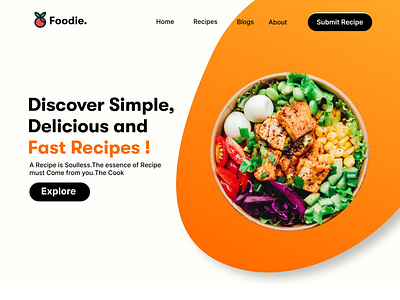 Foodie.
Home Recipes Blogs About Submit Recipe
Discover Simple,
Delicious and
Fast Recipes !
A Recipe is Soulless.The essence of Recipe
must Come from you.The Cook
Explore